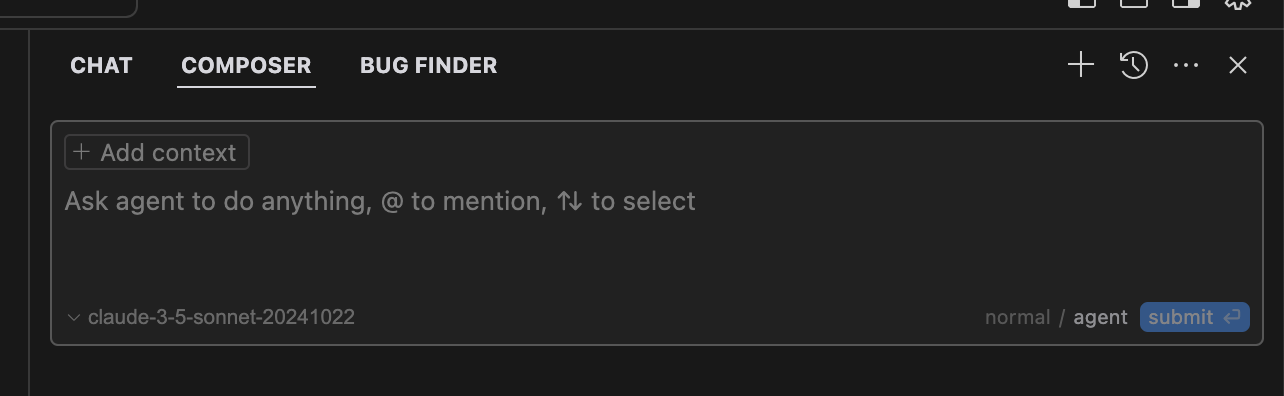 CHAT COMPOSER BUG FINDER
+ Add context
Ask agent to do anything, @ to mention, ⇅ to select
claude-3-5-sonnet-20241022 normal / agent submit ⏎